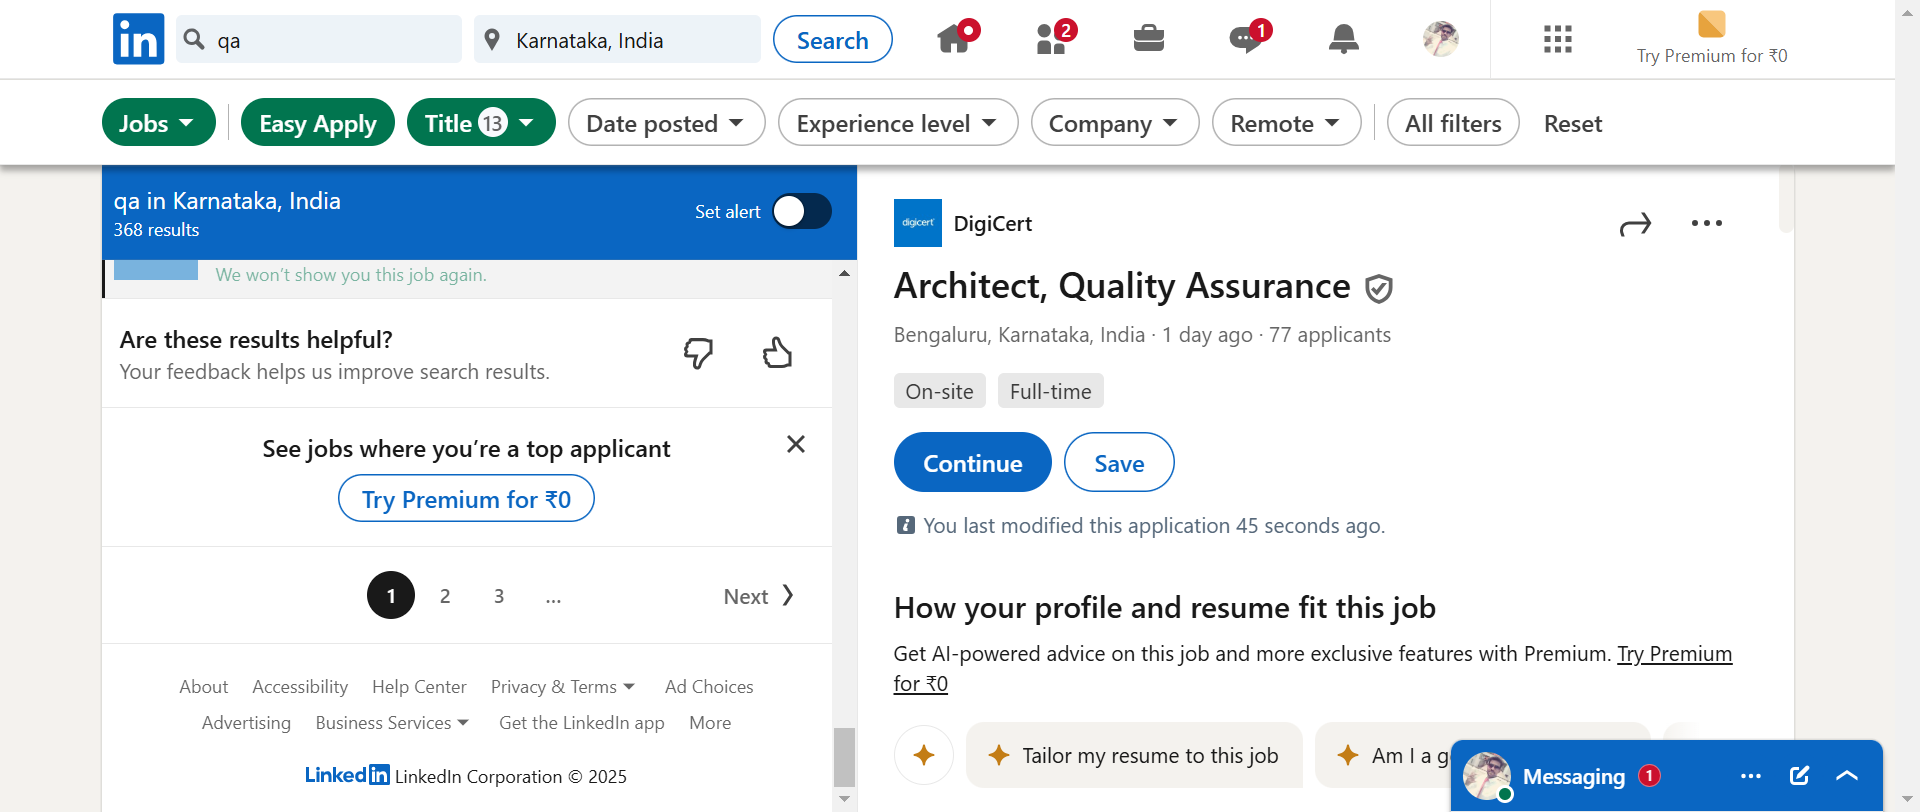 in
qa
Karnataka, India
Search
2
1
Try Premium for ₹0
Jobs
Easy Apply
Title 13
Date posted
Experience level
Company
Remote
All filters
Reset
qa in Karnataka, India
368 results
Set alert
We won't show you this job again.
Are these results helpful?
Your feedback helps us improve search results.
See jobs where you're a top applicant
Try Premium for ₹0
1 2 3 … Next
About Accessibility Help Center Privacy & Terms Ad Choices
Advertising Business Services Get the LinkedIn app More
LinkedIn LinkedIn Corporation © 2025
digicert
DigiCert
Architect, Quality Assurance
Bengaluru, Karnataka, India · 1 day ago · 77 applicants
On-site
Full-time
Continue
Save
You last modified this application 45 seconds ago.
How your profile and resume fit this job
Get AI-powered advice on this job and more exclusive features with Premium. Try Premium
for ₹0
Tailor my resume to this job
Am I a g
Messaging 1